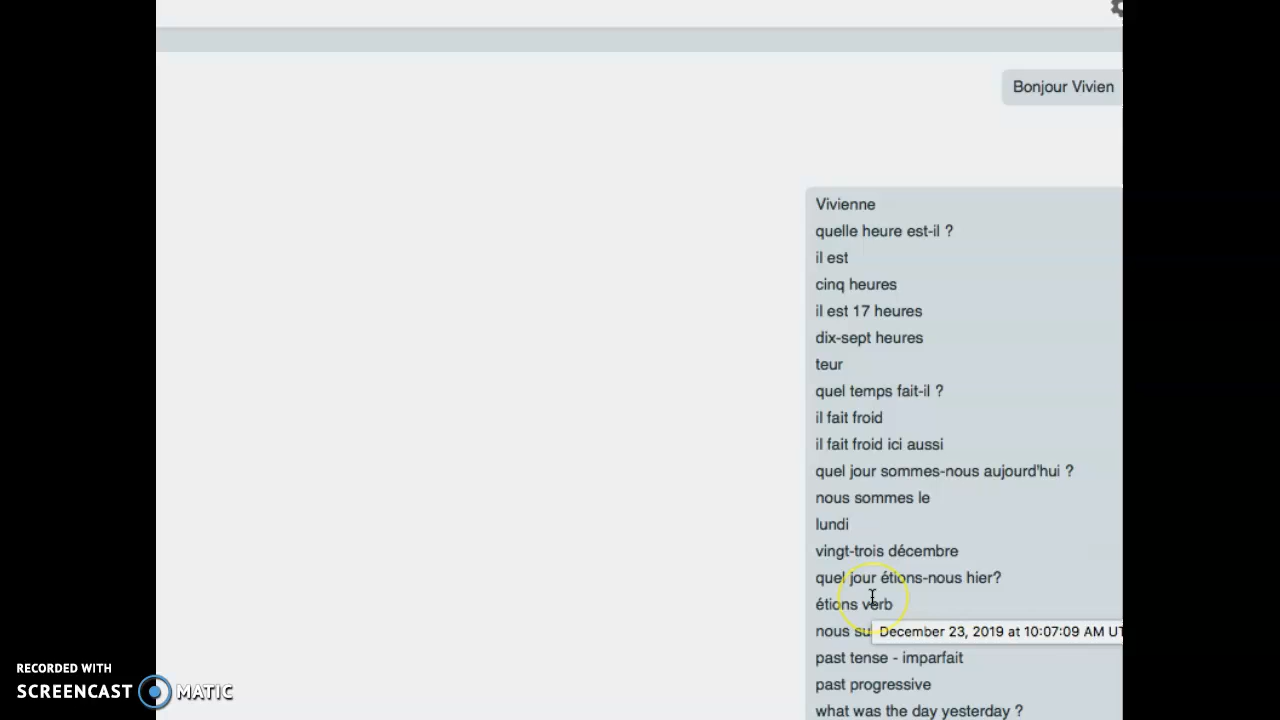 Bonjour Vivien
Vivienne
quelle heure est-il ?
il est
cinq heures
il est 17 heures
dix-sept heures
teur
quel temps fait-il ?
il fait froid
il fait froid ici aussi
quel jour sommes-nous aujourd'hui ?
nous sommes le
lundi
vingt-trois décembre
quel jour étions-nous hier?
étions verb
nous su
December 23, 2019 at 10:07:09 AM UT
past tense - imparfait
past progressive
what was the day yesterday ?
RECORDED WITH
SCREENCAST MATIC